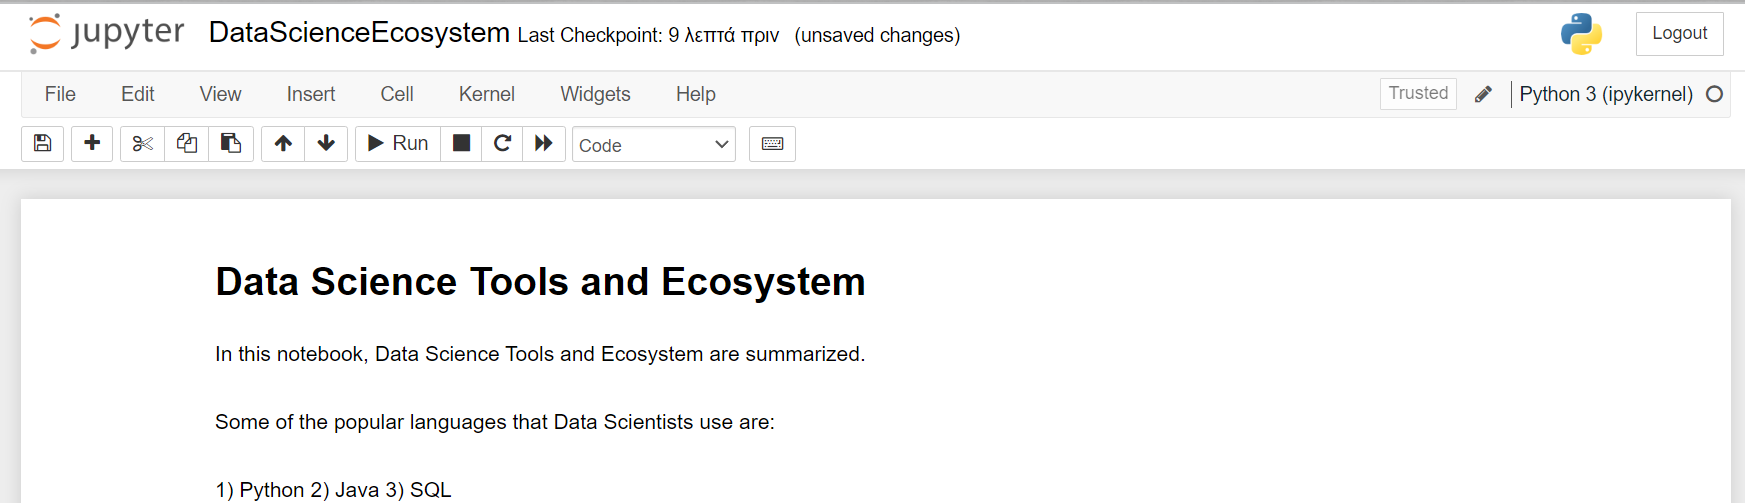 jupyter DataScienceEcosystem Last Checkpoint: 9 λεπτά πριν (unsaved changes)
Logout
File Edit View Insert Cell Kernel Widgets Help
Trusted
Python 3 (ipykernel)
Run
Code
Data Science Tools and Ecosystem
In this notebook, Data Science Tools and Ecosystem are summarized.
Some of the popular languages that Data Scientists use are:
1) Python 2) Java 3) SQL